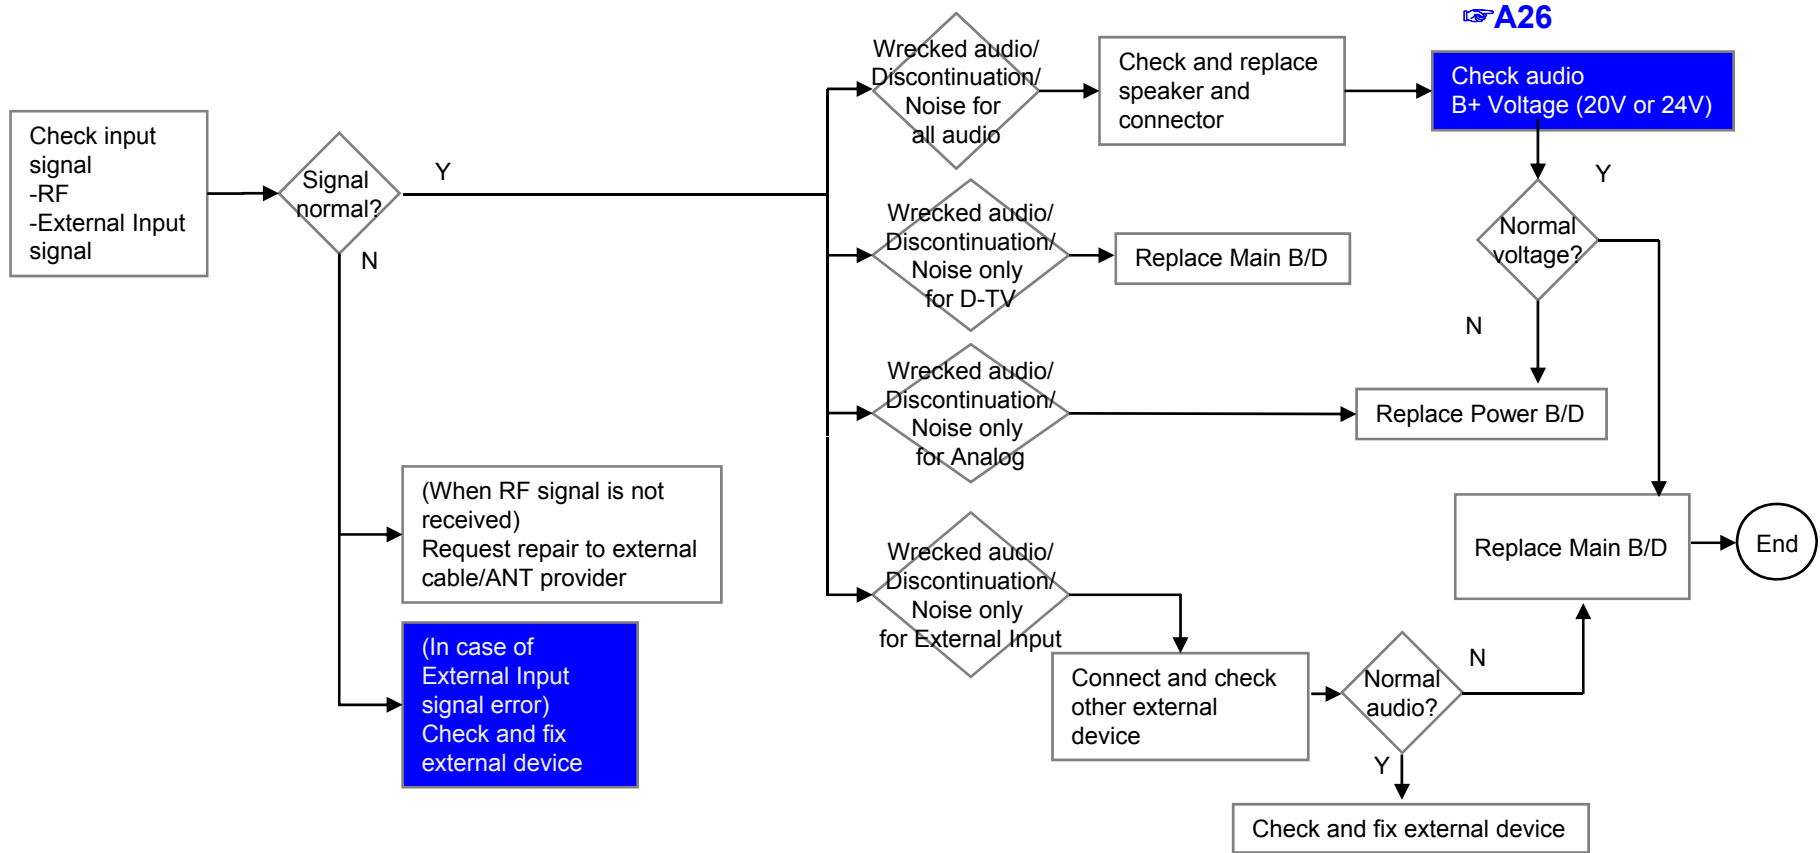 ☞A26
Check input
signal
-RF
-External Input
signal
Signal
normal?
Y
N
(When RF signal is not
received)
Request repair to external
cable/ANT provider
(In case of
External Input
signal error)
Check and fix
external device
Wrecked audio/
Discontinuation/
Noise for
all audio
Check and replace
speaker and
connector
Check audio
B+ Voltage (20V or 24V)
Normal
voltage?
Y
N
Wrecked audio/
Discontinuation/
Noise only
for D-TV
Replace Main B/D
Wrecked audio/
Discontinuation/
Noise only
for Analog
Replace Power B/D
Wrecked audio/
Discontinuation/
Noise only
for External Input
Connect and check
other external
device
Normal
audio?
N
Y
Replace Main B/D
End
Check and fix external device